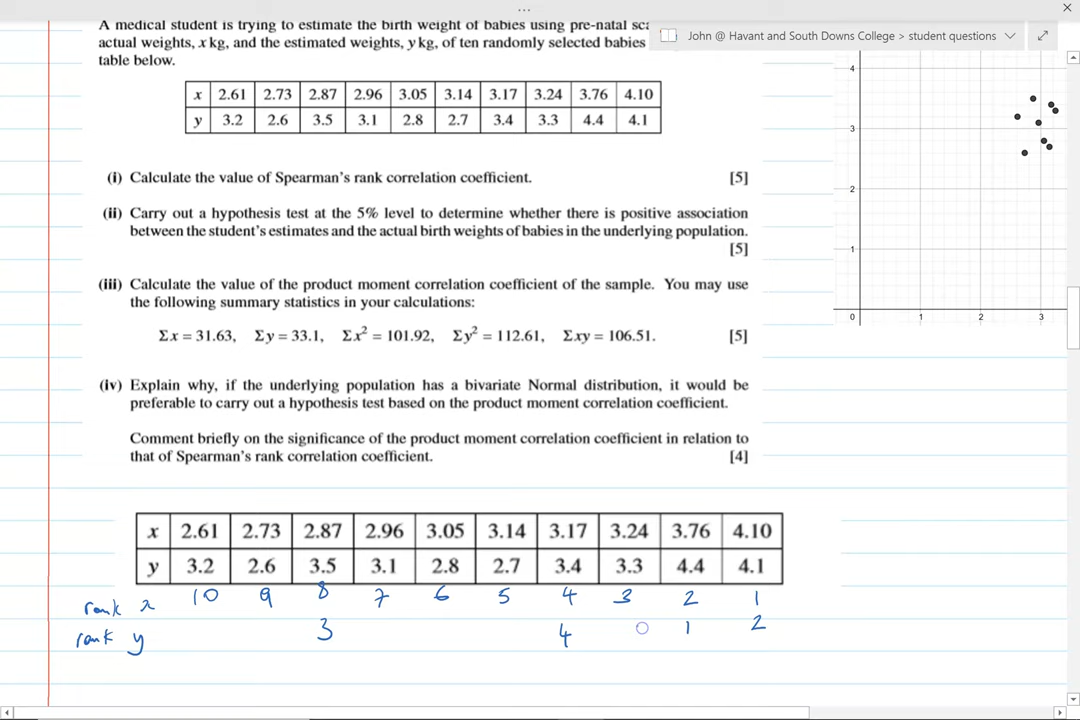 John @ Havant and South Downs College > student questions
A medical student is trying to estimate the birth weight of babies using pre-natal
actual weights, x kg, and the estimated weights, y kg, of ten randomly selected babies
table below.
x 2.61 2.73 2.87 2.96 3.05 3.14 3.17 3.24 3.76 4.10
y 3.2 2.6 3.5 3.1 2.8 2.7 3.4 3.3 4.4 4.1
(i) Calculate the value of Spearman's rank correlation coefficient. [5]
(ii) Carry out a hypothesis test at the 5% level to determine whether there is positive association
between the student's estimates and the actual birth weights of babies in the underlying population.
[5]
(iii) Calculate the value of the product moment correlation coefficient of the sample. You may use
the following summary statistics in your calculations:
Σx = 31.63, Σy = 33.1, Σx² = 101.92, Σy² = 112.61, Σxy = 106.51. [5]
(iv) Explain why, if the underlying population has a bivariate Normal distribution, it would be
preferable to carry out a hypothesis test based on the product moment correlation coefficient.
Comment briefly on the significance of the product moment correlation coefficient in relation to
that of Spearman's rank correlation coefficient. [4]
x 2.61 2.73 2.87 2.96 3.05 3.14 3.17 3.24 3.76 4.10
y 3.2 2.6 3.5 3.1 2.8 2.7 3.4 3.3 4.4 4.1
rank x 10 9 8 7 6 5 4 3 2 1
rank y 3 4 1 2
4
3
2
1
0 1 2 3